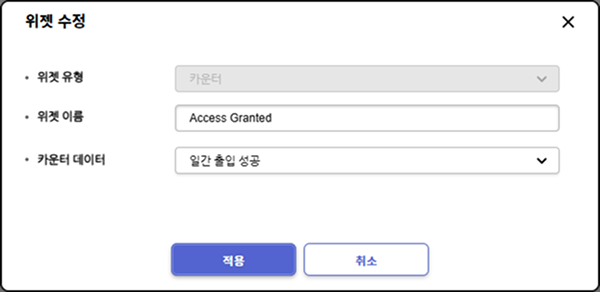 위젯 수정
위젯 유형
카운터
위젯 이름
Access Granted
카운터 데이터
일간 출입 성공
적용
취소